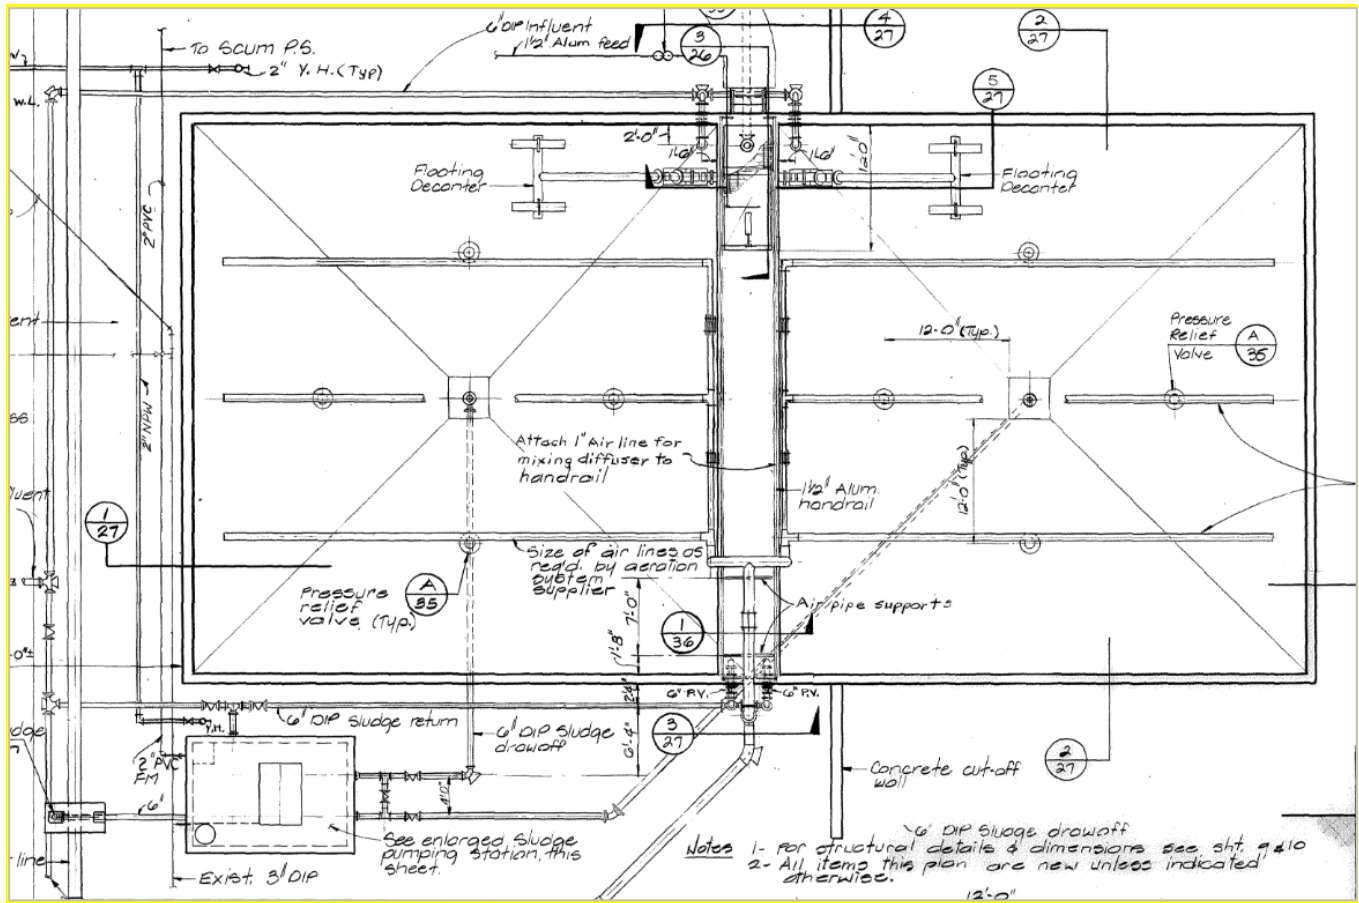 6" DIP Influent
1½" Alum feed
3
26
4
27
2
27
5
27
To Scum P.S.
2" Y. H. (Typ)
W.L.
2'-0"
1'-6"
1'-6"
12'-0"
Floating
Decanter
Floating
Decanter
2" PVC
2" NPW
12'-0" (Typ.)
Pressure
Relief
Valve
A
35
Attach 1" Air line for
mixing diffuser to
handrail
1½" Alum.
handrail
12'-0" (Typ)
1
27
Size of air lines as
req'd. by aeration
system
supplier
Pressure
relief
valve (Typ.)
A
35
7'-0"
Air pipe supports
1
36
1'-8"
6" P.V.
6" P.V.
6" DIP Sludge return
6" DIP Sludge
drawoff
6'-6"
3
27
Y.H.
2" PVC
FM
4'-0"
6"
Concrete cut-off
wall
2
27
See enlarged Sludge
pumping station, this
sheet.
Exist. 3" DIP
6" DIP Sludge drawoff
Notes 1- For structural details & dimensions see sht. 9 & 10
2- All items this plan are new unless indicated
otherwise.
12'-0"